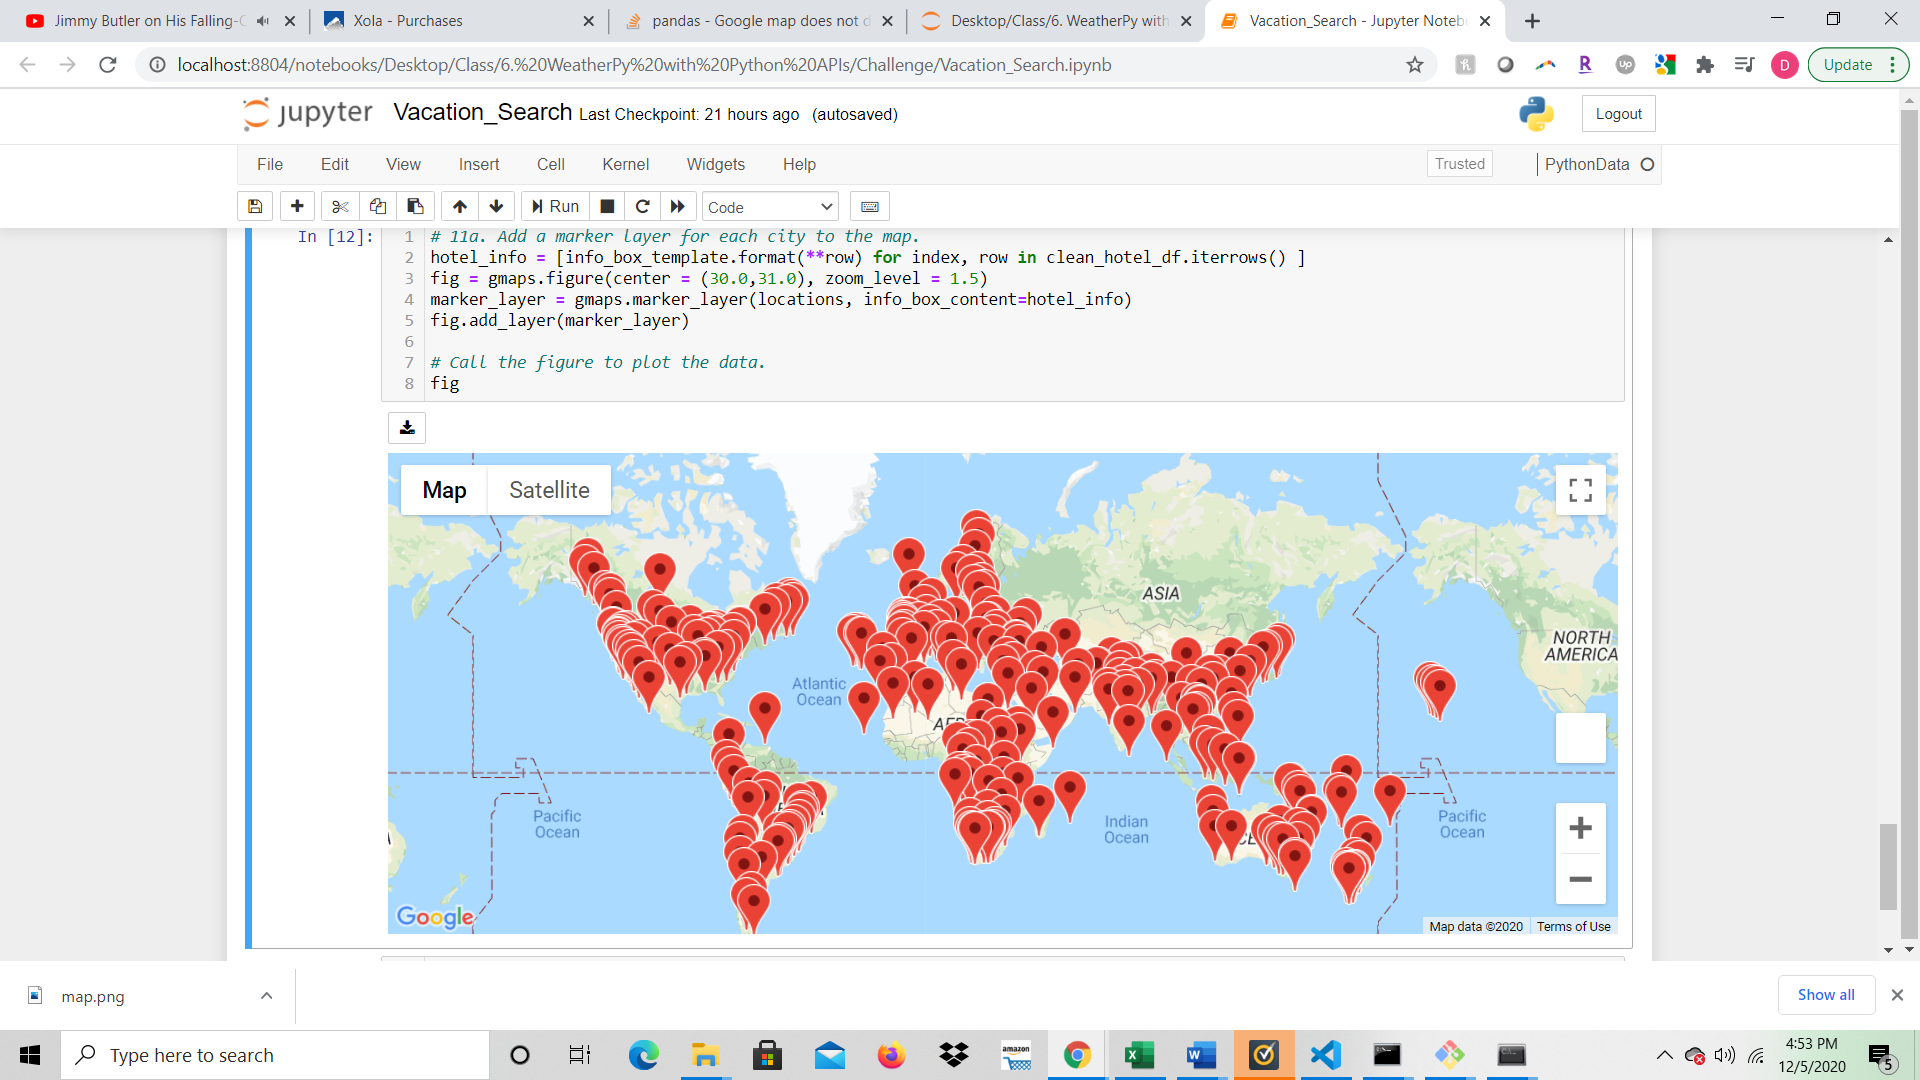 Jimmy Butler on His Falling-
Xola - Purchases
pandas - Google map does not d
Desktop/Class/6. WeatherPy with
Vacation_Search - Jupyter Noteb
localhost:8804/notebooks/Desktop/Class/6.%20WeatherPy%20with%20Python%20APIs/Challenge/Vacation_Search.ipynb
D
Update
jupyter Vacation_Search Last Checkpoint: 21 hours ago (autosaved)
Logout
File Edit View Insert Cell Kernel Widgets Help
Trusted
PythonData
Run
Code
In [12]:
1 # 11a. Add a marker layer for each city to the map.
2 hotel_info = [info_box_template.format(**row) for index, row in clean_hotel_df.iterrows() ]
3 fig = gmaps.figure(center = (30.0,31.0), zoom_level = 1.5)
4 marker_layer = gmaps.marker_layer(locations, info_box_content=hotel_info)
5 fig.add_layer(marker_layer)
6
7 # Call the figure to plot the data.
8 fig
Map Satellite
ASIA
NORTH
AMERICA
Atlantic
Ocean
Pacific
Ocean
Indian
Ocean
Pacific
Ocean
Google
Map data ©2020 Terms of Use
map.png
Show all
Type here to search
amazon
4:53 PM
12/5/2020
5